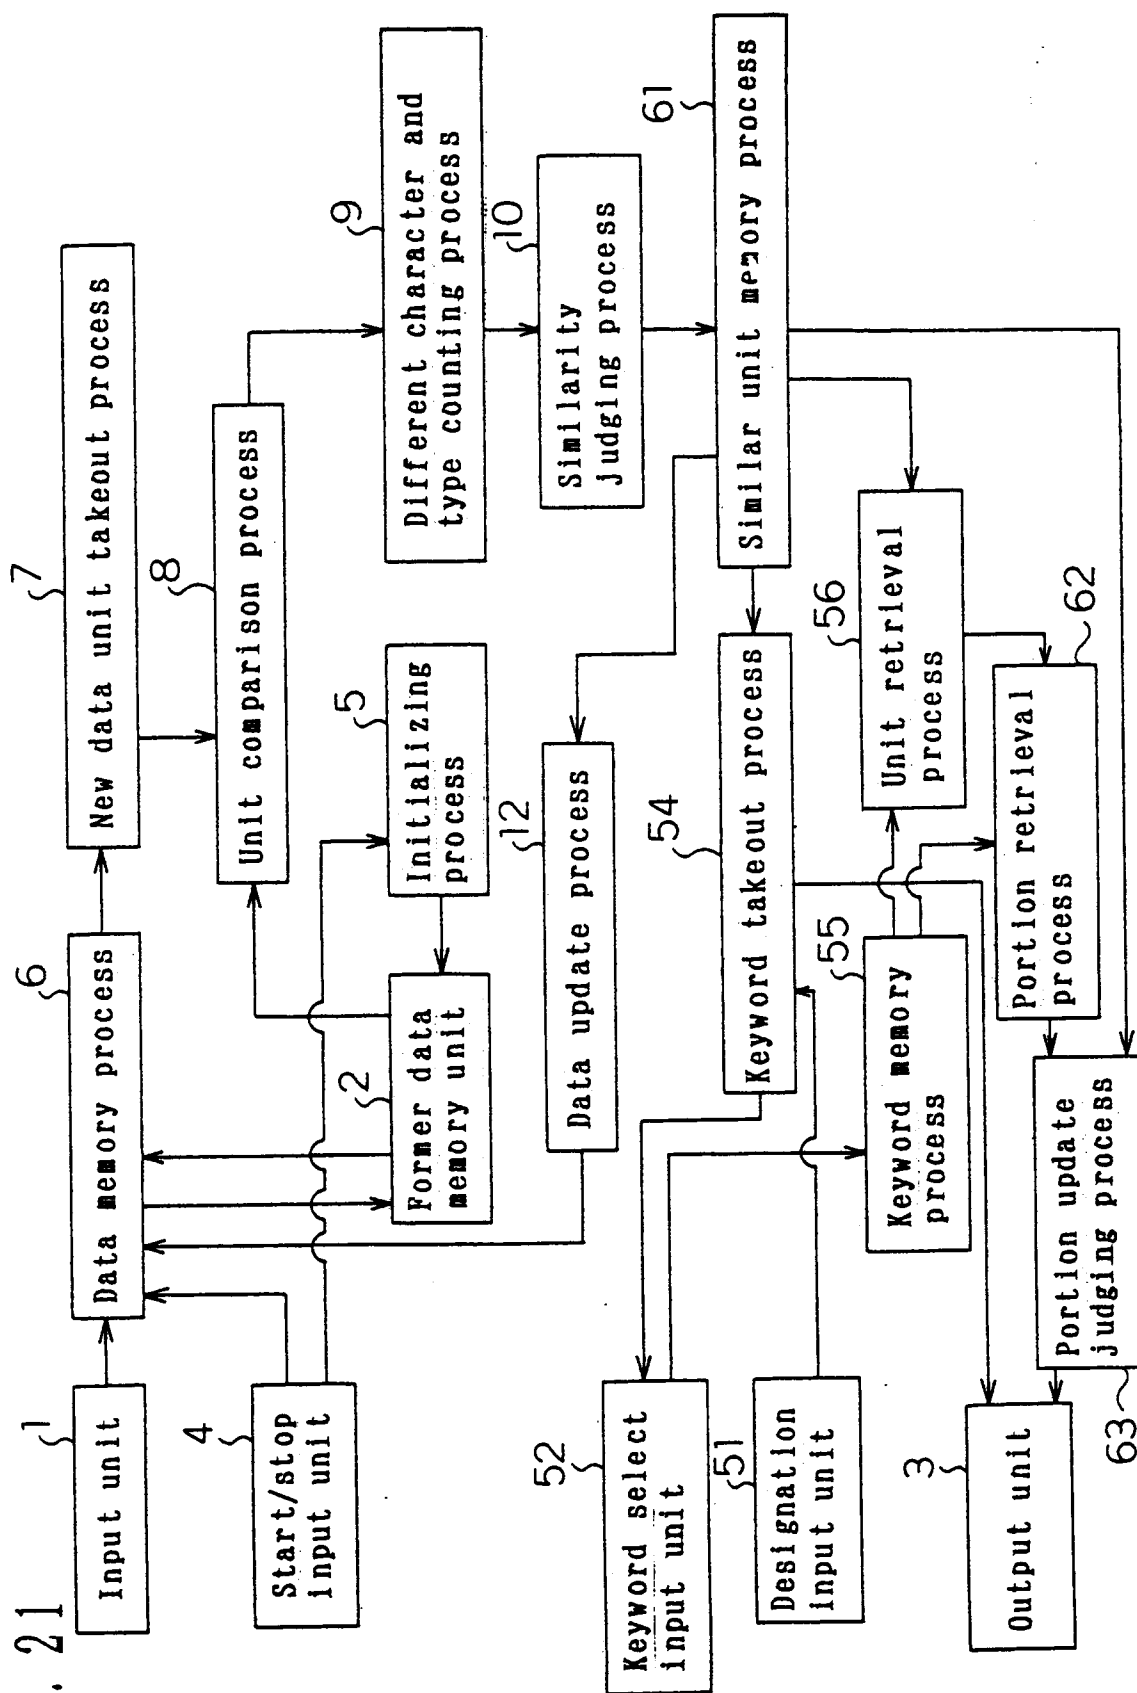 . 21
1
Input unit
6
Data memory process
7
New data unit takeout process
4
Start/stop
input unit
8
Unit comparison process
2
Former data
memory unit
5
Initializing
process
9
Different character and
type counting process
12
Data update process
10
Similarity
judging process
52
Keyword select
input unit
54
Keyword takeout process
61
Similar unit memory process
51
Designation
input unit
55
Keyword memory
process
56
Unit retrieval
process
3
Output unit
63
Portion update
judging process
62
Portion retrieval
process